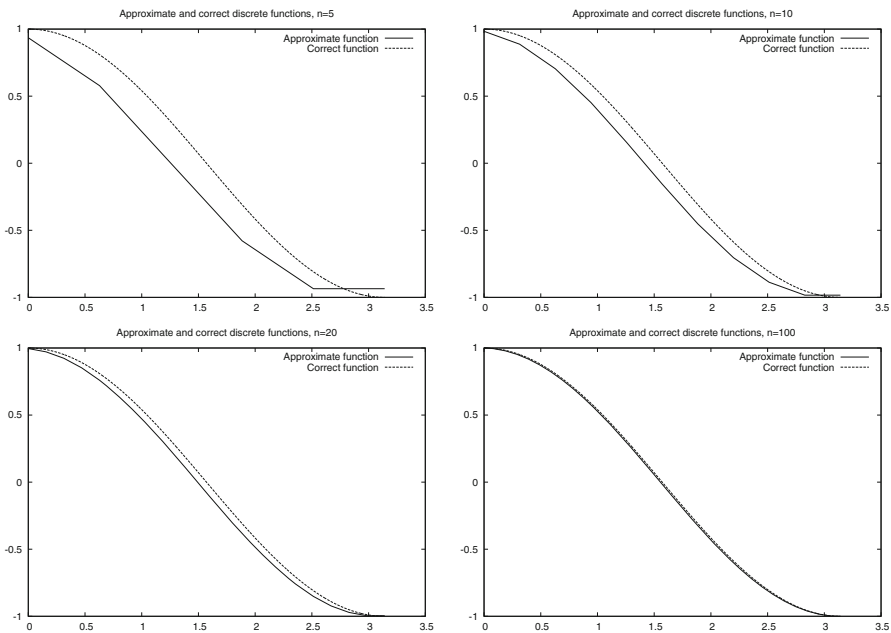 Approximate and correct discrete functions, n=5
Approximate function
Correct function
1
0.5
0
-0.5
-1
0 0.5 1 1.5 2 2.5 3 3.5
Approximate and correct discrete functions, n=10
Approximate function
Correct function
1
0.5
0
-0.5
-1
0 0.5 1 1.5 2 2.5 3 3.5
Approximate and correct discrete functions, n=20
Approximate function
Correct function
1
0.5
0
-0.5
-1
0 0.5 1 1.5 2 2.5 3 3.5
Approximate and correct discrete functions, n=100
Approximate function
Correct function
1
0.5
0
-0.5
-1
0 0.5 1 1.5 2 2.5 3 3.5